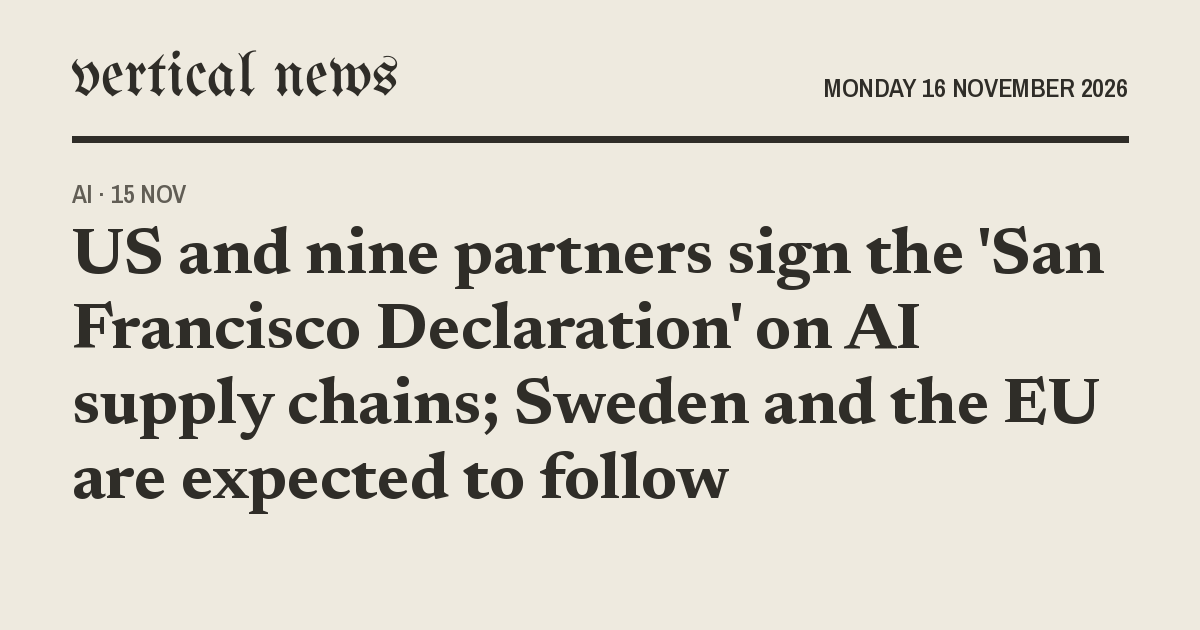 vertical news
MONDAY 16 NOVEMBER 2026
AI · 15 NOV
US and nine partners sign the 'San
Francisco Declaration' on AI
supply chains; Sweden and the EU
are expected to follow